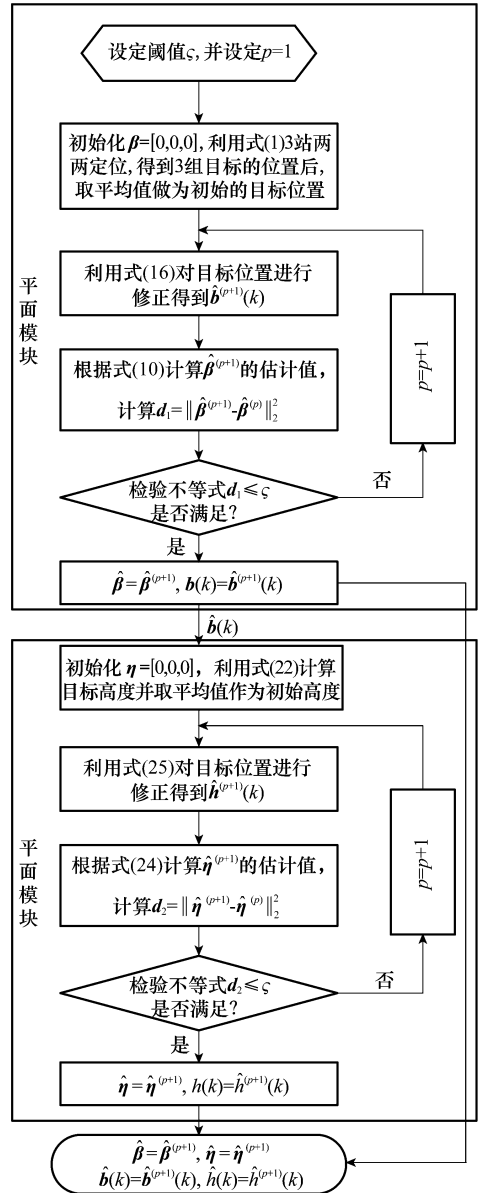 设定阈值ς,并设定p=1
初始化 β=[0,0,0], 利用式(1)3站两
两定位, 得到3组目标的位置后,
取平均值做为初始的目标位置
利用式(16)对目标位置进行
修正得到b̂⁽ᵖ⁺¹⁾(k)
平面模块
p=p+1
根据式(10)计算β̂⁽ᵖ⁺¹⁾的估计值,
计算d₁=‖β̂⁽ᵖ⁺¹⁾-β̂⁽ᵖ⁾‖₂²
检验不等式d₁≤ς
是否满足?
否
是
β̂=β̂⁽ᵖ⁺¹⁾, b(k)=b̂⁽ᵖ⁺¹⁾(k)
b̂(k)
初始化 η=[0,0,0], 利用式(22)计算
目标高度并取平均值作为初始高度
利用式(25)对目标位置进行
修正得到ĥ⁽ᵖ⁺¹⁾(k)
平面模块
p=p+1
根据式(24)计算η̂⁽ᵖ⁺¹⁾的估计值,
计算d₂=‖η̂⁽ᵖ⁺¹⁾-η̂⁽ᵖ⁾‖₂²
检验不等式d₂≤ς
是否满足?
否
是
η̂=η̂⁽ᵖ⁺¹⁾, h(k)=ĥ⁽ᵖ⁺¹⁾(k)
β̂=β̂⁽ᵖ⁺¹⁾, η̂=η̂⁽ᵖ⁺¹⁾
b̂(k)=b̂⁽ᵖ⁺¹⁾(k), ĥ(k)=ĥ⁽ᵖ⁺¹⁾(k)